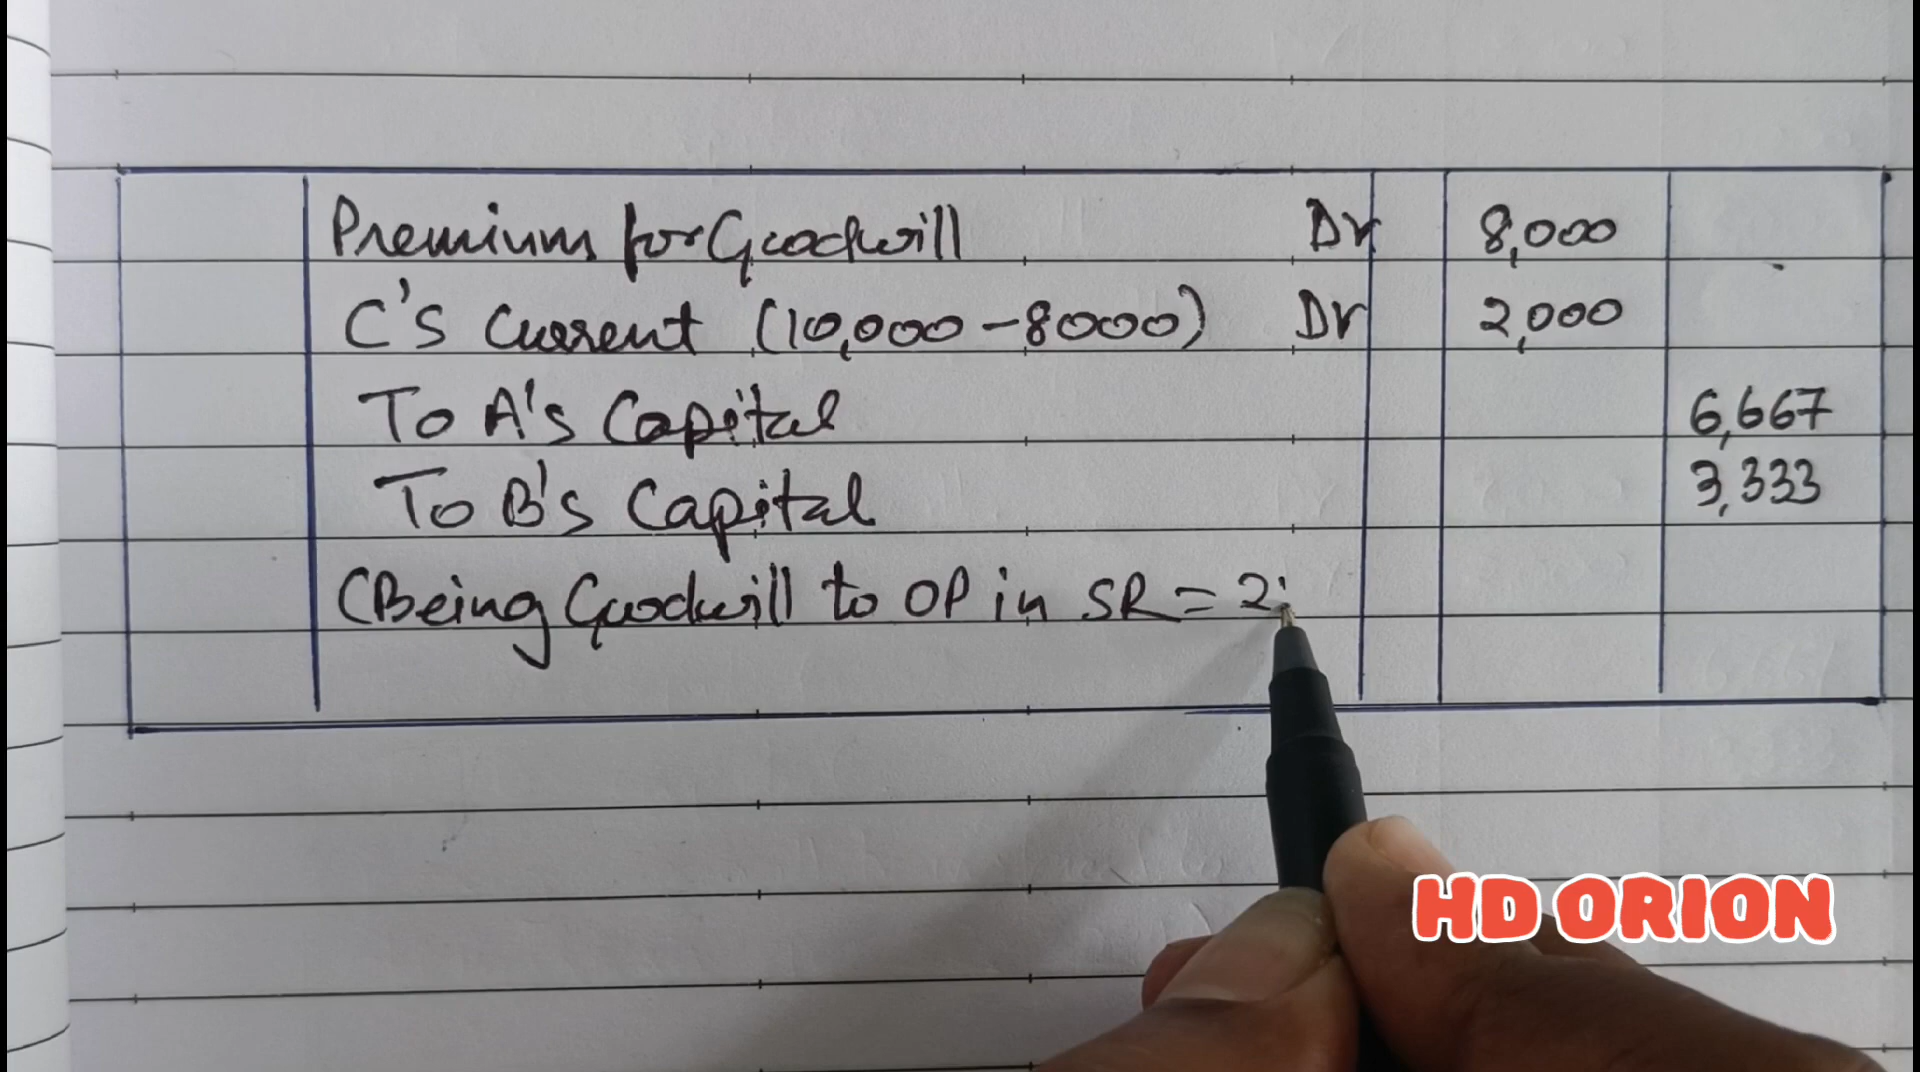 Premium for Goodwill Dr 8,000
C's Current (10,000-8000) Dr 2,000
To A's Capital 6,667
To B's Capital 3,333
(Being Goodwill to OP in SR = 2:
HD ORION